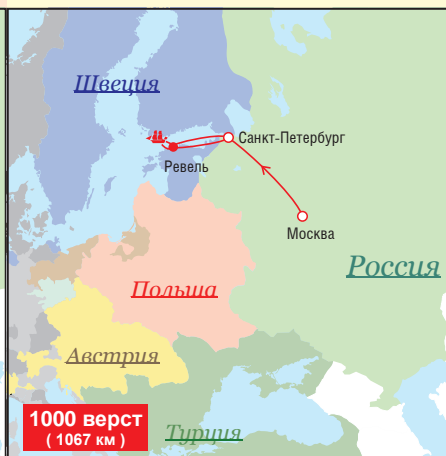 Швеция
Санкт-Петербург
Ревель
Москва
Россия
Польша
Австрия
1000 верст
( 1067 км )
Турция